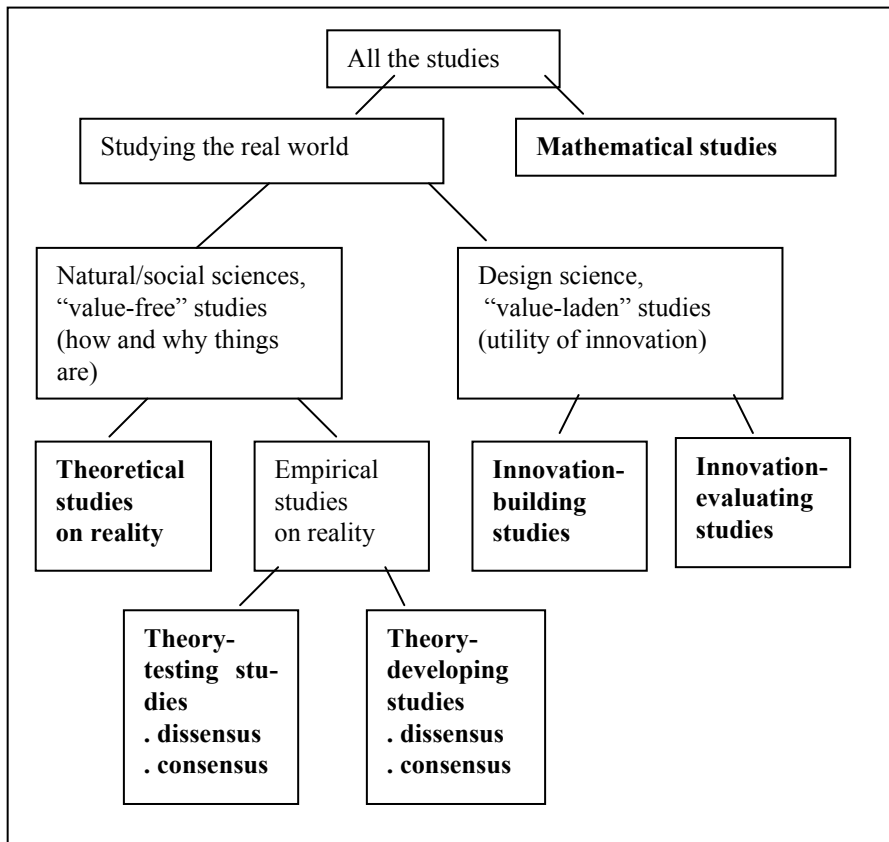 All the studies
Studying the real world
Mathematical studies
Natural/social sciences,
“value-free” studies
(how and why things
are)
Design science,
“value-laden” studies
(utility of innovation)
Theoretical
studies
on reality
Empirical
studies
on reality
Innovation-
building
studies
Innovation-
evaluating
studies
Theory-
testing stu-
dies
. dissensus
. consensus
Theory-
developing
studies
. dissensus
. consensus